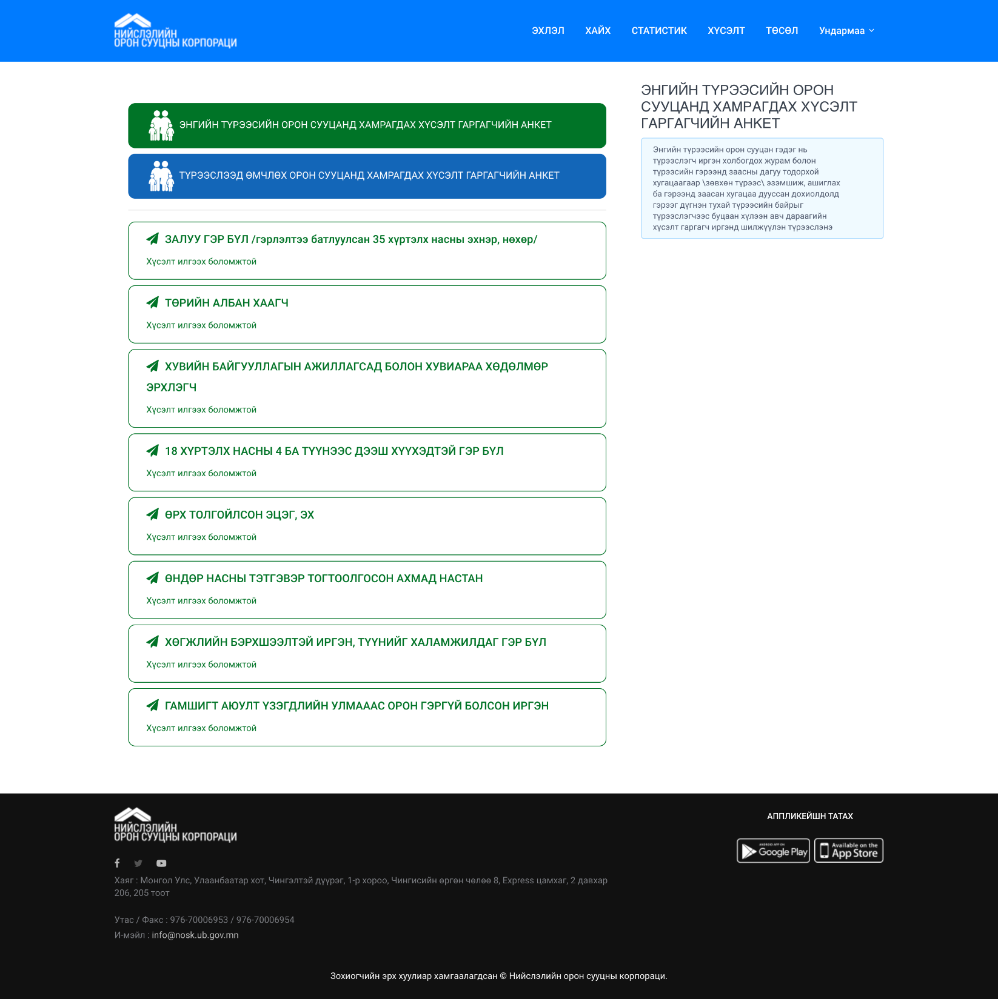 НИЙСЛЭЛИЙН
ОРОН СУУЦНЫ КОРПОРАЦИ
ЭХЛЭЛ ХАЙХ СТАТИСТИК ХҮСЭЛТ ТӨСӨЛ Ундармаа
ЭНГИЙН ТҮРЭЭСИЙН ОРОН СУУЦАНД ХАМРАГДАХ ХҮСЭЛТ ГАРГАГЧИЙН АНКЕТ
ТҮРЭЭСЛЭЭД ӨМЧЛӨХ ОРОН СУУЦАНД ХАМРАГДАХ ХҮСЭЛТ ГАРГАГЧИЙН АНКЕТ
ЗАЛУУ ГЭР БҮЛ /гэрлэлтээ батлуулсан 35 хүртэлх насны эхнэр, нөхөр/
Хүсэлт илгээх боломжтой
ТӨРИЙН АЛБАН ХААГЧ
Хүсэлт илгээх боломжтой
ХУВИЙН БАЙГУУЛЛАГЫН АЖИЛЛАГСАД БОЛОН ХУВИАРАА ХӨДӨЛМӨР
ЭРХЛЭГЧ
Хүсэлт илгээх боломжтой
18 ХҮРТЭЛХ НАСНЫ 4 БА ТҮҮНЭЭС ДЭЭШ ХҮҮХЭДТЭЙ ГЭР БҮЛ
Хүсэлт илгээх боломжтой
ӨРХ ТОЛГОЙЛСОН ЭЦЭГ, ЭХ
Хүсэлт илгээх боломжтой
ӨНДӨР НАСНЫ ТЭТГЭВЭР ТОГТООЛГОСОН АХМАД НАСТАН
Хүсэлт илгээх боломжтой
ХӨГЖЛИЙН БЭРХШЭЭЛТЭЙ ИРГЭН, ТҮҮНИЙГ ХАЛАМЖИЛДАГ ГЭР БҮЛ
Хүсэлт илгээх боломжтой
ГАМШИГТ АЮУЛТ ҮЗЭГДЛИЙН УЛМАААС ОРОН ГЭРГҮЙ БОЛСОН ИРГЭН
Хүсэлт илгээх боломжтой
ЭНГИЙН ТҮРЭЭСИЙН ОРОН
СУУЦАНД ХАМРАГДАХ ХҮСЭЛТ
ГАРГАГЧИЙН АНКЕТ
Энгийн түрээсийн орон сууцан гэдэг нь
түрээслэгч иргэн холбогдох журам болон
түрээсийн гэрээнд заасны дагуу тодорхой
хугацаагаар \зөвхөн түрээс\ эзэмшиж, ашиглах
ба гэрээнд заасан хугацаа дууссан дохиолдолд
гэрээг дүгнэн тухай түрээсийн байрыг
түрээслэгчээс буцаан хүлээн авч дараагийн
хүсэлт гаргагч иргэнд шилжүүлэн түрээслэнэ
НИЙСЛЭЛИЙН
ОРОН СУУЦНЫ КОРПОРАЦИ
Хаяг : Монгол Улс, Улаанбаатар хот, Чингэлтэй дүүрэг, 1-р хороо, Чингисийн өргөн чөлөө 8, Express цамхаг, 2 давхар
206, 205 тоот
Утас / Факс : 976-70006953 / 976-70006954
И-мэйл : info@nosk.ub.gov.mn
АППЛИКЕЙШН ТАТАХ
ANDROID APP ON
Google Play
Available on the
App Store
Зохиогчийн эрх хуулиар хамгаалагдсан © Нийслэлийн орон сууцны корпораци.